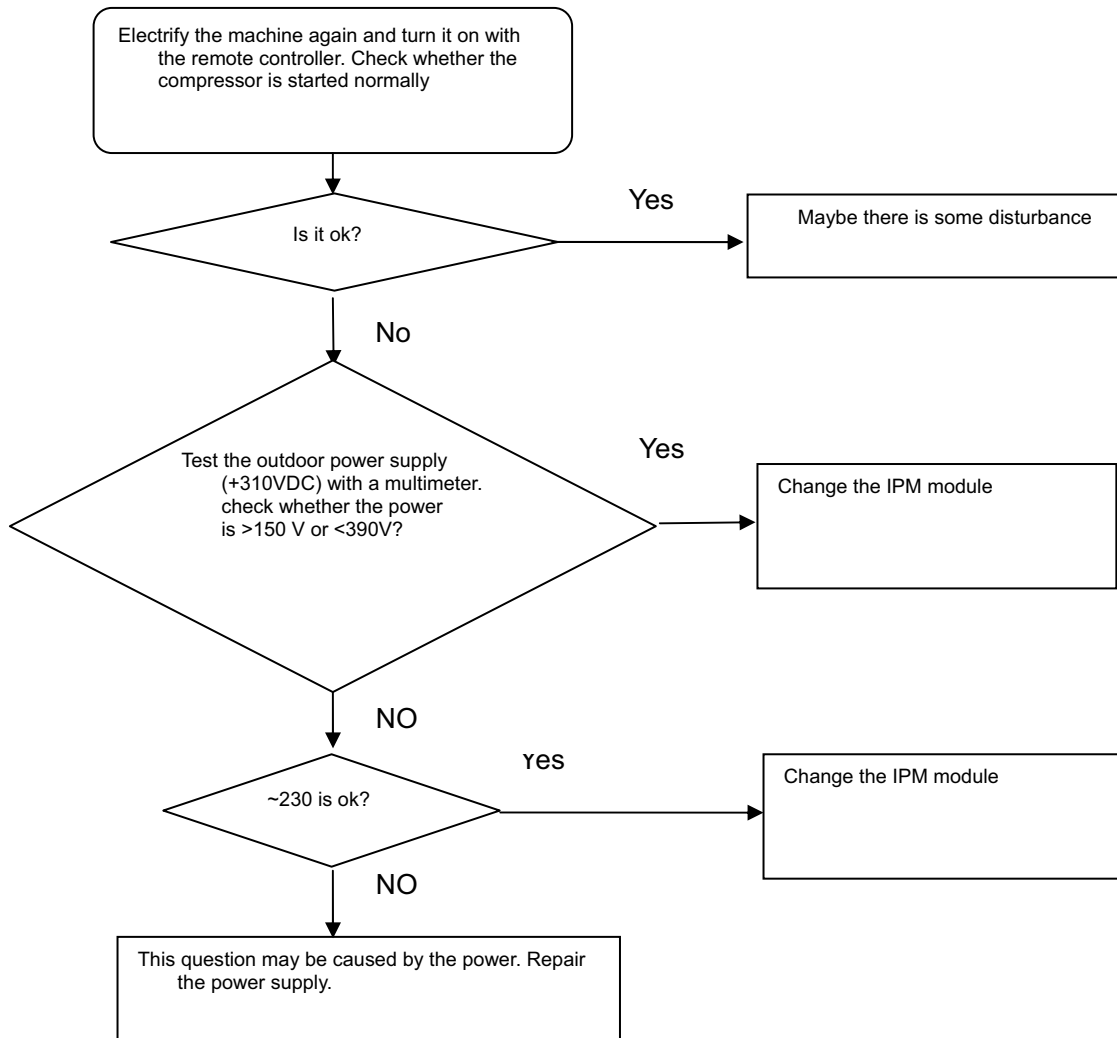 Electrify the machine again and turn it on with
the remote controller. Check whether the
compressor is started normally
Yes
Is it ok?
Maybe there is some disturbance
No
Yes
Test the outdoor power supply
(+310VDC) with a multimeter.
check whether the power
is >150 V or <390V?
Change the IPM module
NO
Yes
~230 is ok?
Change the IPM module
NO
This question may be caused by the power. Repair
the power supply.